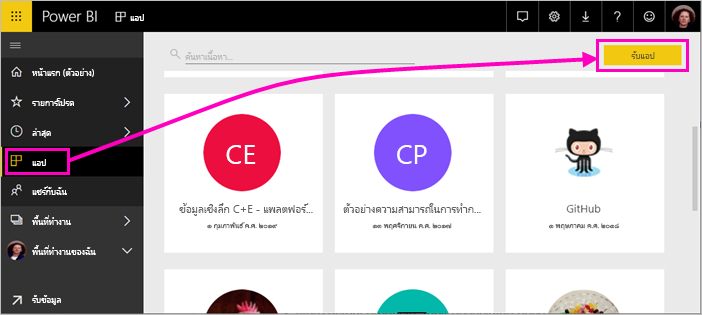 Power BI
แอป
?
หน้าแรก (ตัวอย่าง)
รายการโปรด
ล่าสุด
แอป
แชร์กับฉัน
พื้นที่ทำงาน
พื้นที่ทำงานของฉัน
รับข้อมูล
ค้นหาเนื้อหา...
รับแอป
CE
ข้อมูลเชิงลึก C+E - แพลตฟอร์...
๑ กุมภาพันธ์ ค.ศ. ๒๐๑๙
CP
ตัวอย่างความสามารถในการทำก...
๑๓ พฤศจิกายน ค.ศ. ๒๐๑๗
GitHub
๑ พฤษภาคม ค.ศ. ๒๐๑๘